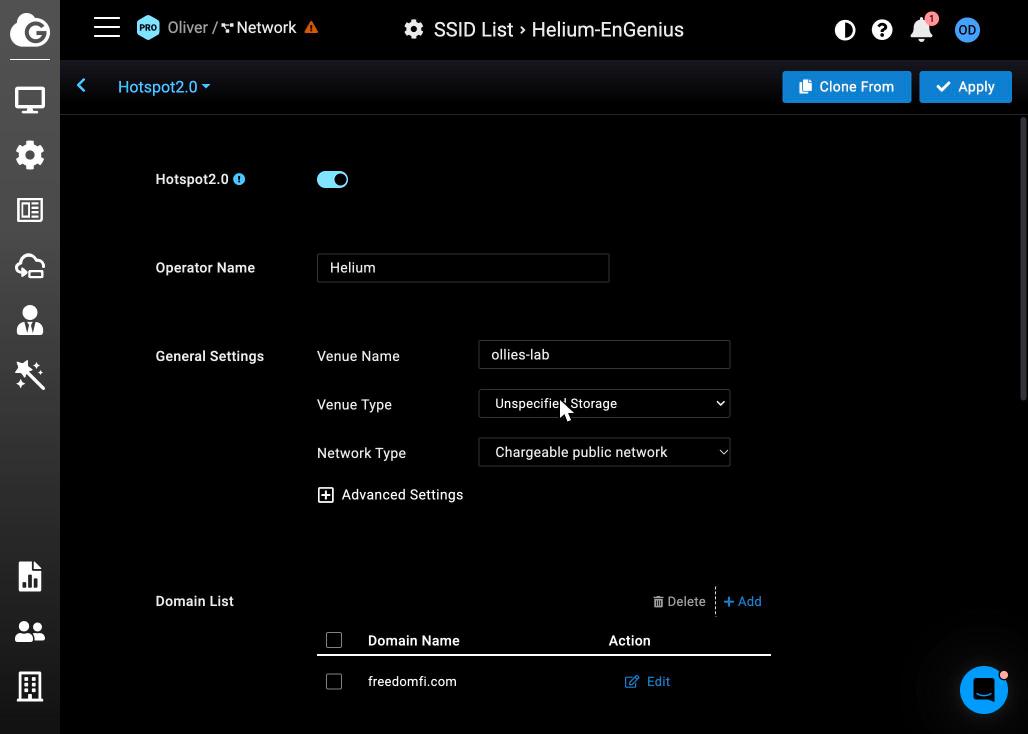 PRO Oliver / Network
SSID List › Helium-EnGenius
1
OD
Hotspot2.0
Clone From
Apply
Hotspot2.0
Operator Name
Helium
General Settings
Venue Name
ollies-lab
Venue Type
Unspecified Storage
Network Type
Chargeable public network
Advanced Settings
Domain List
Delete
+ Add
Domain Name
Action
freedomfi.com
Edit